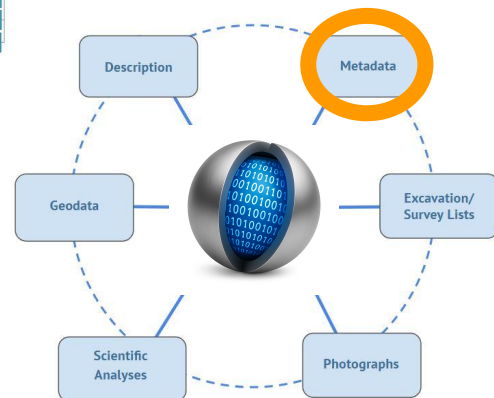 Description
Metadata
Geodata
Excavation/
Survey Lists
Scientific
Analyses
Photographs